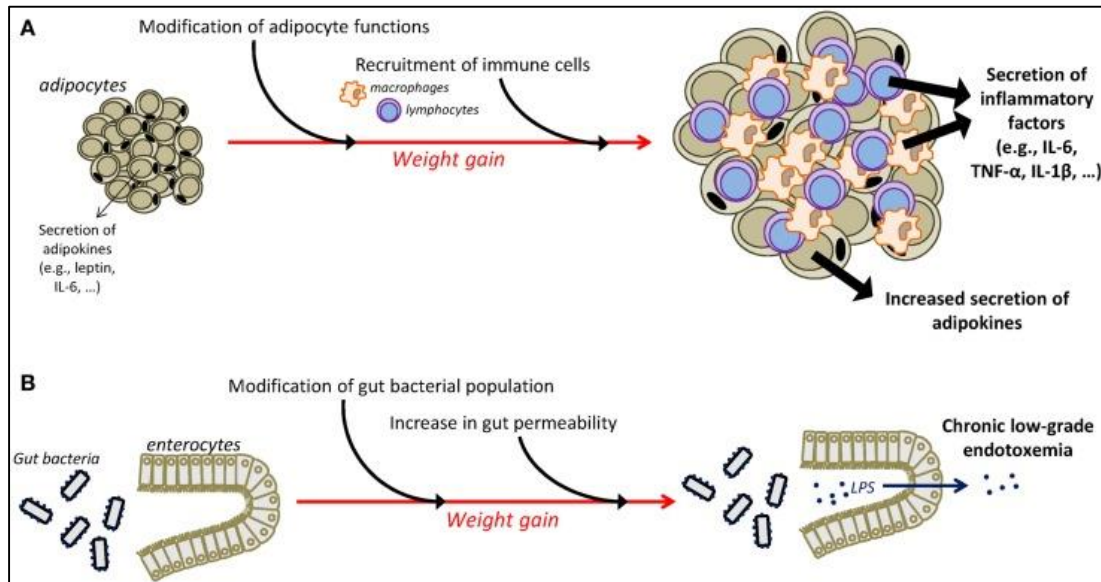 A
Modification of adipocyte functions
Recruitment of immune cells
adipocytes
macrophages
lymphocytes
Weight gain
Secretion of
adipokines
(e.g., leptin,
IL-6, ...)
Secretion of
inflammatory
factors
(e.g., IL-6,
TNF-α, IL-1β, ...)
Increased secretion of
adipokines
B
Modification of gut bacterial population
Increase in gut permeability
Gut bacteria
enterocytes
Weight gain
LPS
Chronic low-grade
endotoxemia